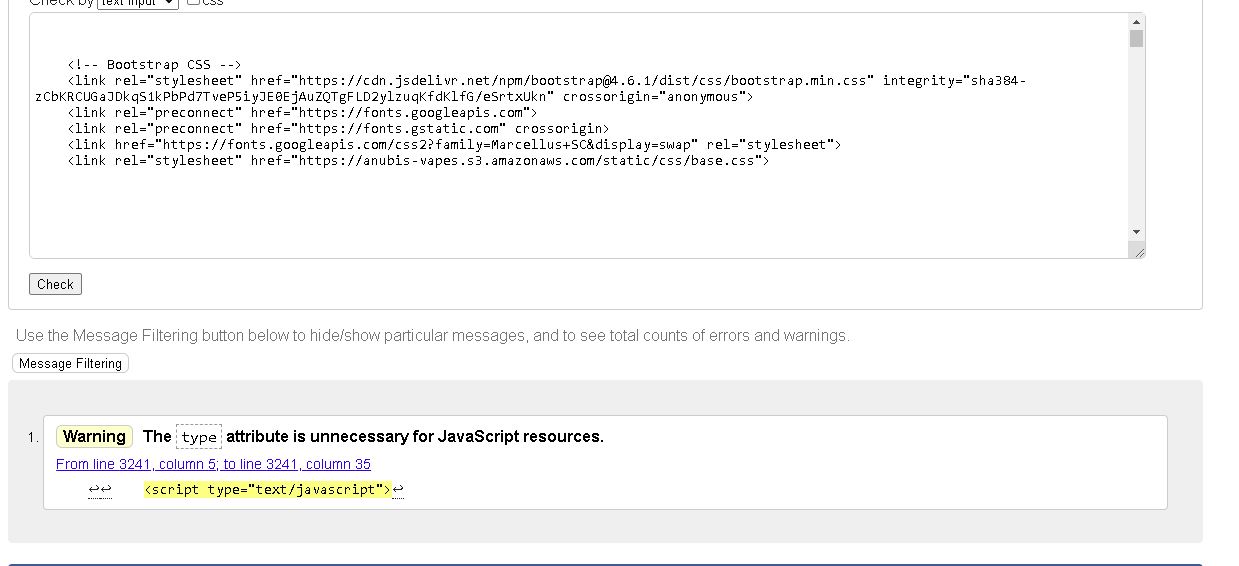 Check by text input css
<!-- Bootstrap CSS -->
<link rel="stylesheet" href="https://cdn.jsdelivr.net/npm/bootstrap@4.6.1/dist/css/bootstrap.min.css" integrity="sha384-
zCbKRCUGaJDkqS1kPbPd7TveP5iyJE0EjAuZQTgFLD2ylzuqKfdKlfG/eSrtxUkn" crossorigin="anonymous">
<link rel="preconnect" href="https://fonts.googleapis.com">
<link rel="preconnect" href="https://fonts.gstatic.com" crossorigin>
<link href="https://fonts.googleapis.com/css2?family=Marcellus+SC&display=swap" rel="stylesheet">
<link rel="stylesheet" href="https://anubis-vapes.s3.amazonaws.com/static/css/base.css">
Check
Use the Message Filtering button below to hide/show particular messages, and to see total counts of errors and warnings.
Message Filtering
1. Warning The type attribute is unnecessary for JavaScript resources.
From line 3241, column 5; to line 3241, column 35
↩↩ <script type="text/javascript">↩